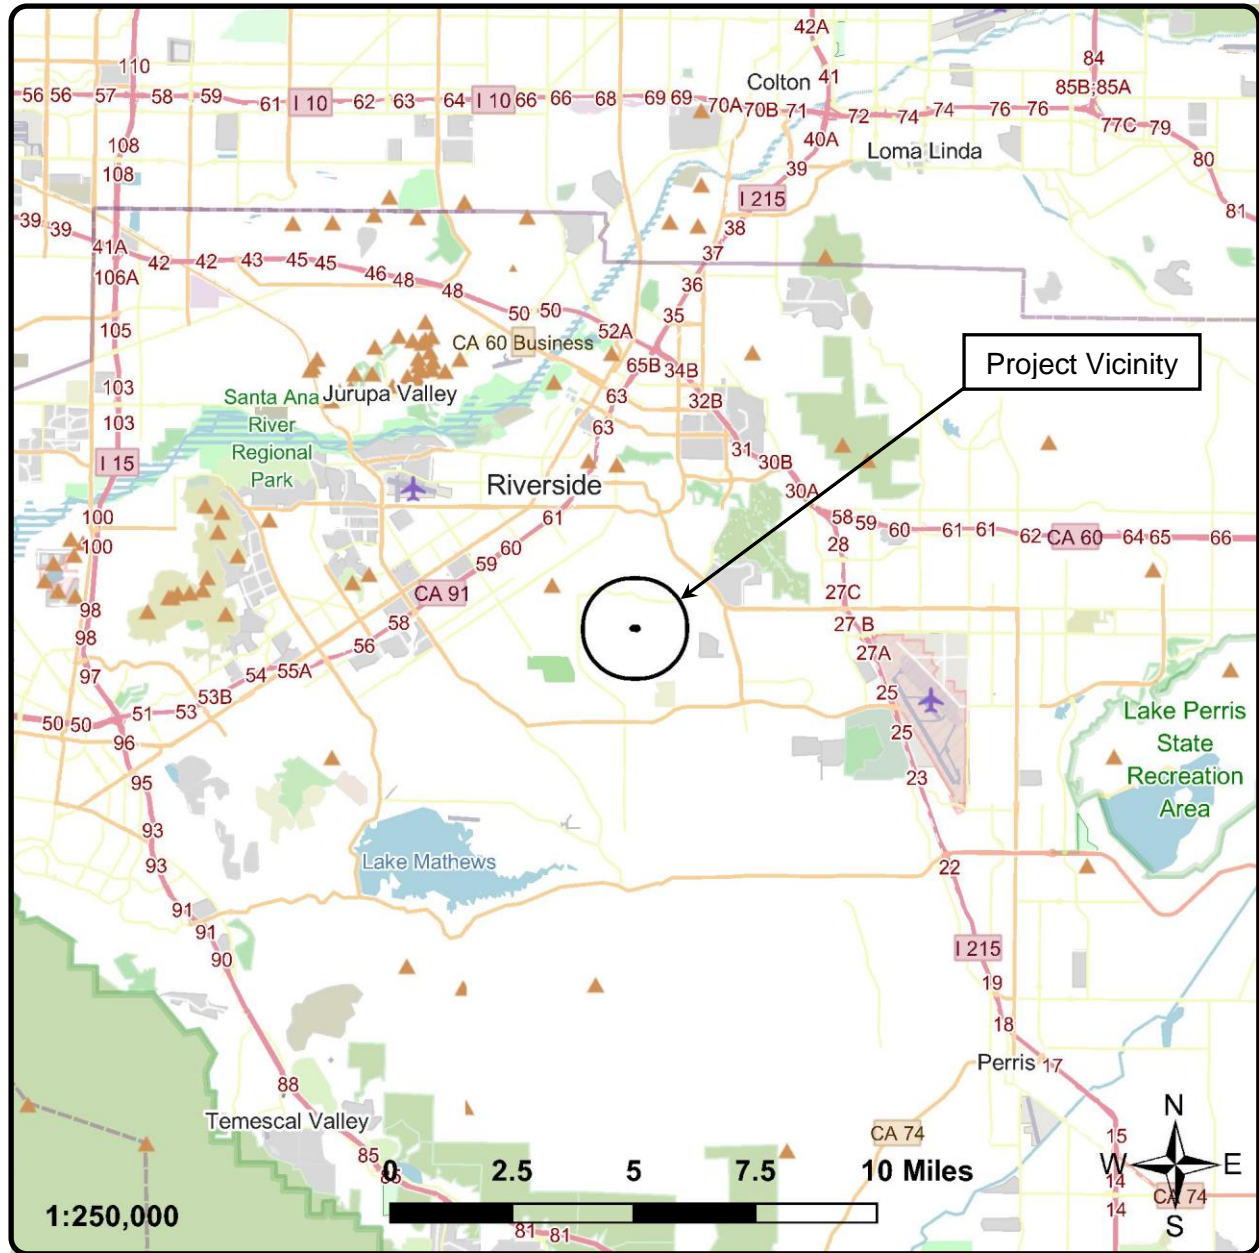 42A
110
84
Colton
41
85B;85A
56 56 57 58 59 61 I 10 62 63 64 I 10 66 66 68 69 69 70A 70B 71 72 74 74 76 76
77C 79
108
40A
80
Loma Linda
108
39
I 215
81
39 39
38
41A
37
42 42 43 45 45 46 48 48
106A
36
50 50
35
105
52A
CA 60 Business
65B 34B
Project Vicinity
103
Jurupa Valley
63
32B
Santa Ana
River
Regional
Park
103
63
31
30B
I 15
Riverside
30A
100
61
58 59 60 61 61 62 CA 60 64 65 66
28
100
60
59
27C
CA 91
98
58
27 B
98
56
27A
97
54 55A
25
53B
50 50 51 53
Lake Perris
State
Recreation
Area
25
96
23
95
93
Lake Mathews
93
22
91
91
I 215
90
19
18
Perris 17
88
Temescal Valley
CA 74
N
15
W E
85
14
CA 74
85
14
S
0 2.5 5 7.5 10 Miles
1:250,000
81 81